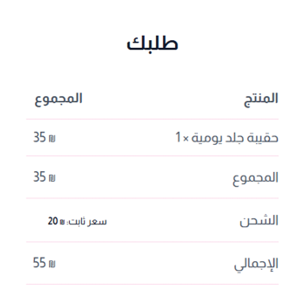 طلبك
المنتج المجموع
حقيبة جلد يومية × 1 ₪ 35
المجموع ₪ 35
الشحن سعر ثابت: ₪ 20
الإجمالي ₪ 55